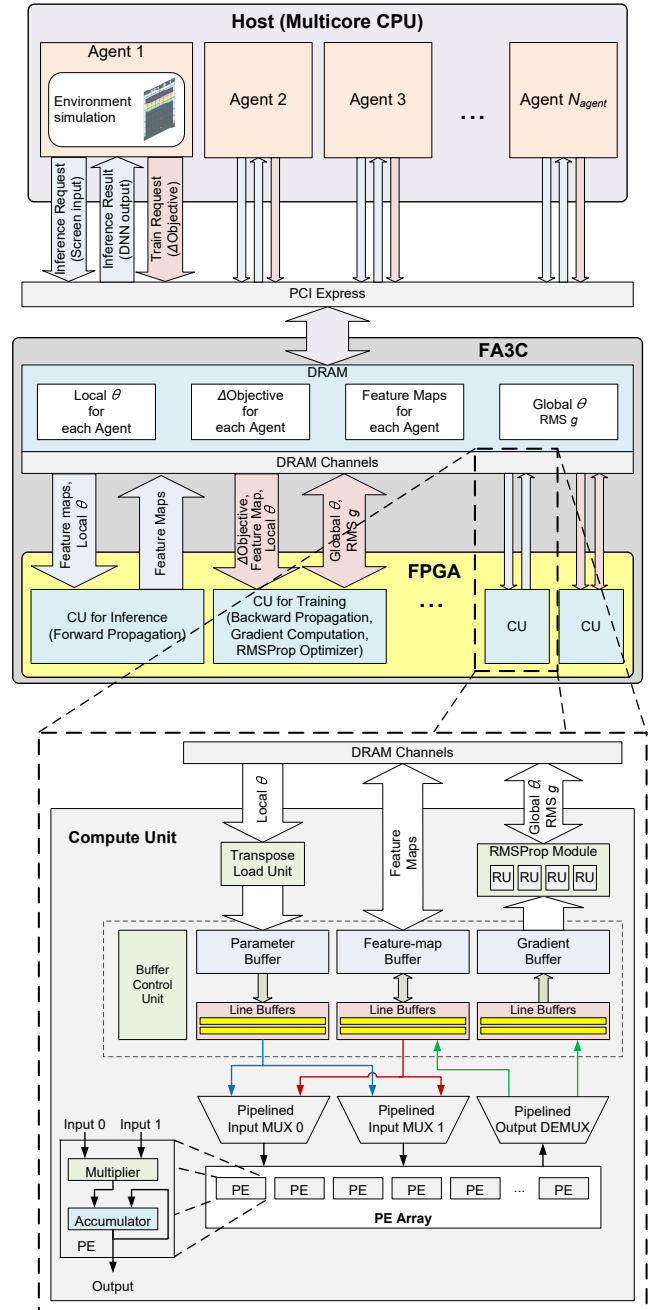 Host (Multicore CPU)
Agent 1
Environment
simulation
Agent 2
Agent 3
...
Agent N_agent
Inference Request
(Screen input)
Inference Result
(DNN output)
Train Request
(ΔObjective)
PCI Express
FA3C
DRAM
Local θ
for
each Agent
ΔObjective
for
each Agent
Feature Maps
for
each Agent
Global θ
RMS g
DRAM Channels
Feature maps,
Local θ
Feature Maps
ΔObjective,
Feature Map,
Local θ
Global θ,
RMS g
FPGA
CU for Inference
(Forward Propagation)
CU for Training
(Backward Propagation,
Gradient Computation,
RMSProp Optimizer)
...
CU
CU
DRAM Channels
Local θ
Feature
Maps
Global θ,
RMS g
Compute Unit
Transpose
Load Unit
RMSProp Module
RU RU RU RU
Buffer
Control
Unit
Parameter
Buffer
Feature-map
Buffer
Gradient
Buffer
Line Buffers
Line Buffers
Line Buffers
Pipelined
Input MUX 0
Pipelined
Input MUX 1
Pipelined
Output DEMUX
Input 0 Input 1
Multiplier
Accumulator
PE
Output
PE PE PE PE PE ... PE
PE Array